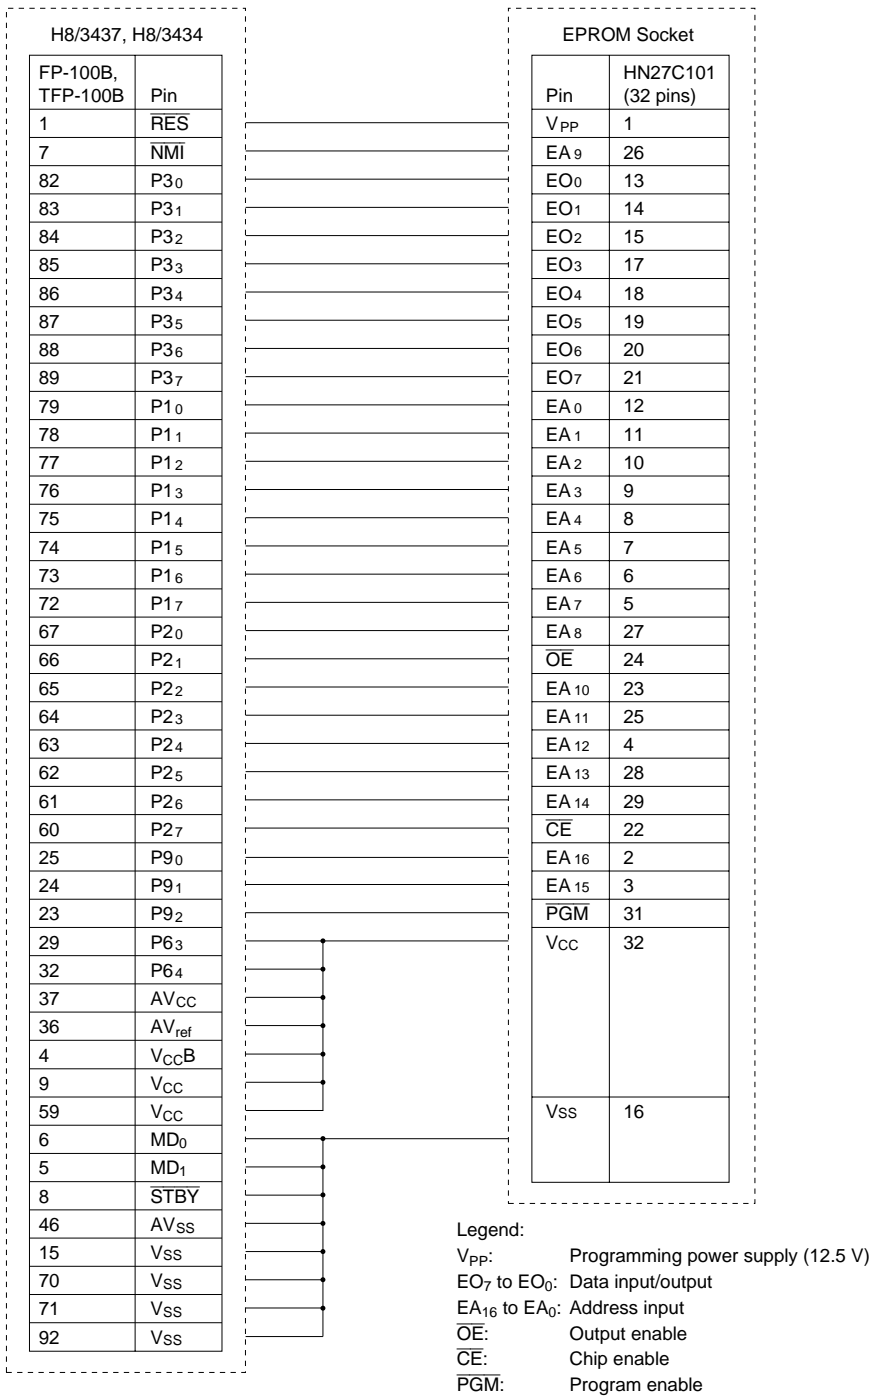 H8/3437, H8/3434 EPROM Socket
FP-100B, TFP-100B Pin Pin HN27C101 (32 pins)
1 R̅E̅S̅ VPP 1
7 N̅M̅I̅ EA9 26
82 P30 EO0 13
83 P31 EO1 14
84 P32 EO2 15
85 P33 EO3 17
86 P34 EO4 18
87 P35 EO5 19
88 P36 EO6 20
89 P37 EO7 21
79 P10 EA0 12
78 P11 EA1 11
77 P12 EA2 10
76 P13 EA3 9
75 P14 EA4 8
74 P15 EA5 7
73 P16 EA6 6
72 P17 EA7 5
67 P20 EA8 27
66 P21 O̅E̅ 24
65 P22 EA10 23
64 P23 EA11 25
63 P24 EA12 4
62 P25 EA13 28
61 P26 EA14 29
60 P27 C̅E̅ 22
25 P90 EA16 2
24 P91 EA15 3
23 P92 P̅G̅M̅ 31
29 P63 VCC 32
32 P64
37 AVCC
36 AVref
4 VCCB
9 VCC
59 VCC VSS 16
6 MD0
5 MD1
8 S̅T̅B̅Y̅
46 AVSS
15 VSS
70 VSS
71 VSS
92 VSS
Legend:
VPP: Programming power supply (12.5 V)
EO7 to EO0: Data input/output
EA16 to EA0: Address input
O̅E̅: Output enable
C̅E̅: Chip enable
P̅G̅M̅: Program enable